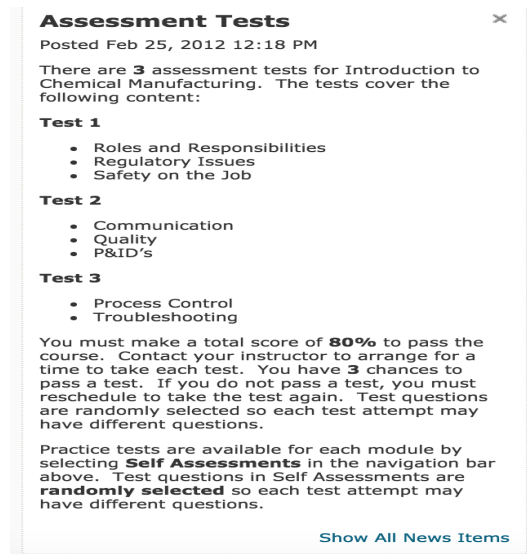 Assessment Tests
Posted Feb 25, 2012 12:18 PM
There are 3 assessment tests for Introduction to
Chemical Manufacturing.  The tests cover the
following content:
Test 1
• Roles and Responsibilities
• Regulatory Issues
• Safety on the Job
Test 2
• Communication
• Quality
• P&ID’s
Test 3
• Process Control
• Troubleshooting
You must make a total score of 80% to pass the
course.  Contact your instructor to arrange for a
time to take each test.  You have 3 chances to
pass a test.  If you do not pass a test, you must
reschedule to take the test again.  Test questions
are randomly selected so each test attempt may
have different questions.
Practice tests are available for each module by
selecting Self Assessments in the navigation bar
above.  Test questions in Self Assessments are
randomly selected so each test attempt may
have different questions.
Show All News Items